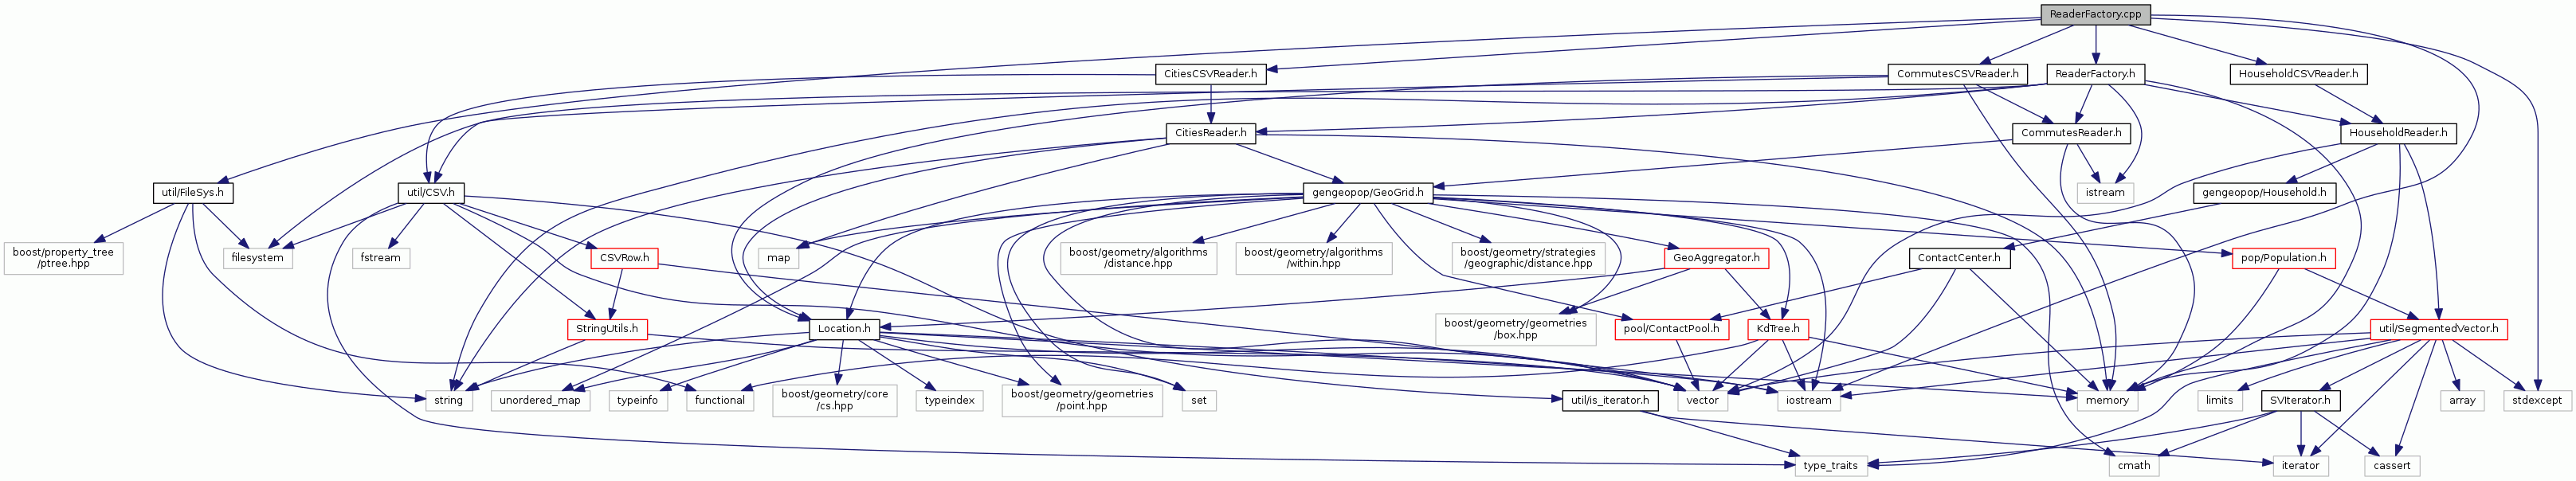 ReaderFactory.cpp
CitiesCSVReader.h
CommutesCSVReader.h
ReaderFactory.h
HouseholdCSVReader.h
CitiesReader.h
CommutesReader.h
HouseholdReader.h
util/FileSys.h
util/CSV.h
gengeopop/GeoGrid.h
istream
gengeopop/Household.h
boost/property_tree
/ptree.hpp
filesystem
fstream
CSVRow.h
map
boost/geometry/algorithms
/distance.hpp
boost/geometry/algorithms
/within.hpp
boost/geometry/strategies
/geographic/distance.hpp
GeoAggregator.h
ContactCenter.h
pop/Population.h
StringUtils.h
Location.h
boost/geometry/geometries
/box.hpp
pool/ContactPool.h
KdTree.h
util/SegmentedVector.h
string
unordered_map
typeinfo
functional
boost/geometry/core
/cs.hpp
typeindex
boost/geometry/geometries
/point.hpp
set
util/is_iterator.h
vector
iostream
memory
limits
SVIterator.h
array
stdexcept
type_traits
cmath
iterator
cassert